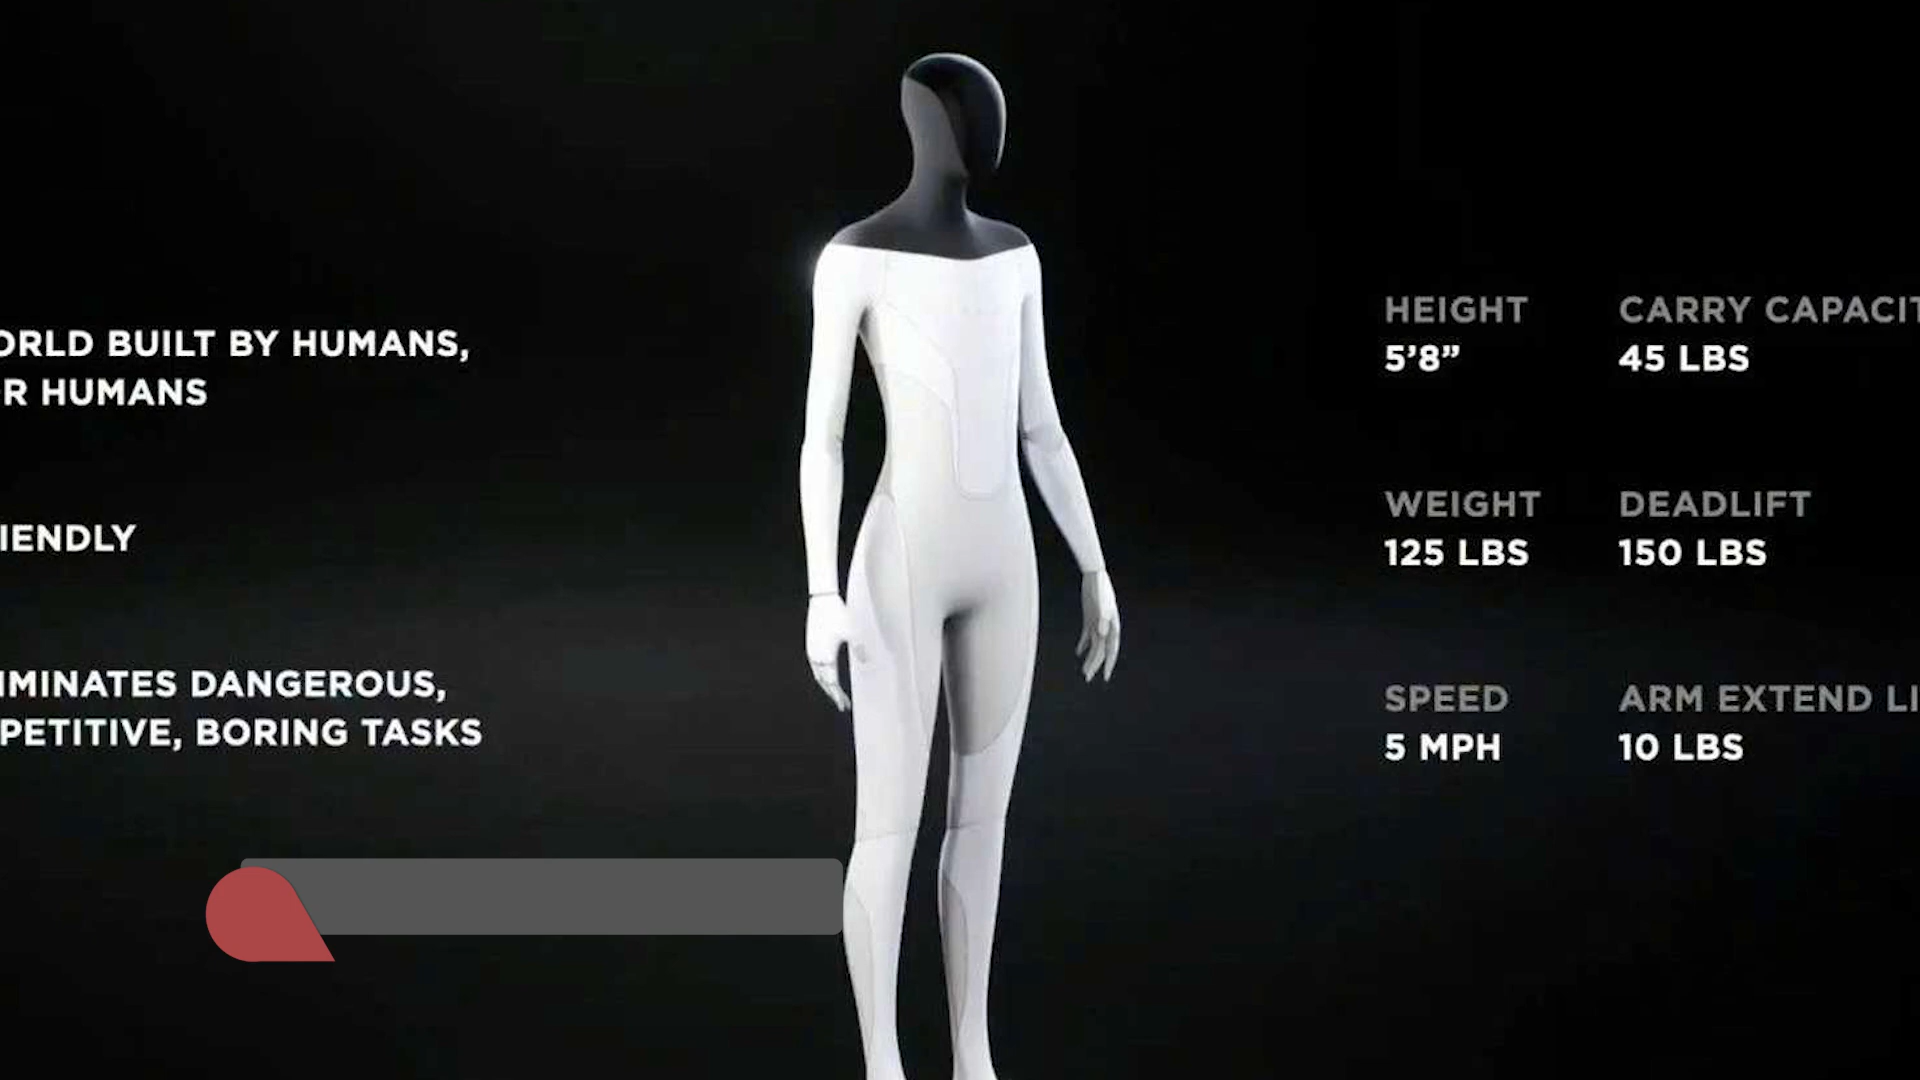 ORLD BUILT BY HUMANS,
R HUMANS
IENDLY
IMINATES DANGEROUS,
PETITIVE, BORING TASKS
HEIGHT CARRY CAPACIT
5’8” 45 LBS
WEIGHT DEADLIFT
125 LBS 150 LBS
SPEED ARM EXTEND LI
5 MPH 10 LBS